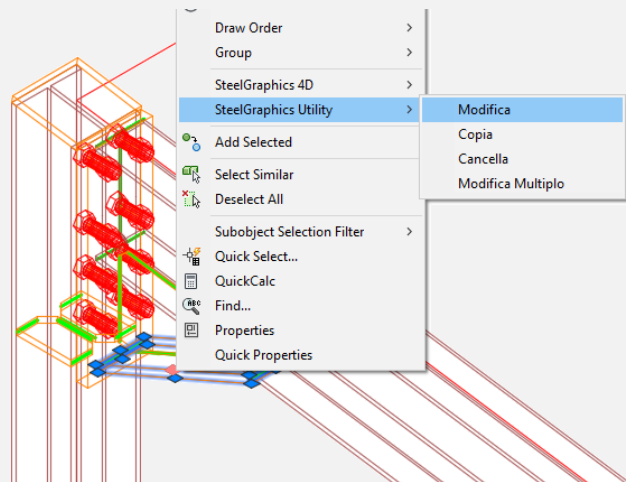 Draw Order
Group
SteelGraphics 4D
SteelGraphics Utility
Modifica
Copia
Cancella
Modifica Multiplo
Add Selected
Select Similar
Deselect All
Subobject Selection Filter
Quick Select...
QuickCalc
ABC
Find...
Properties
Quick Properties